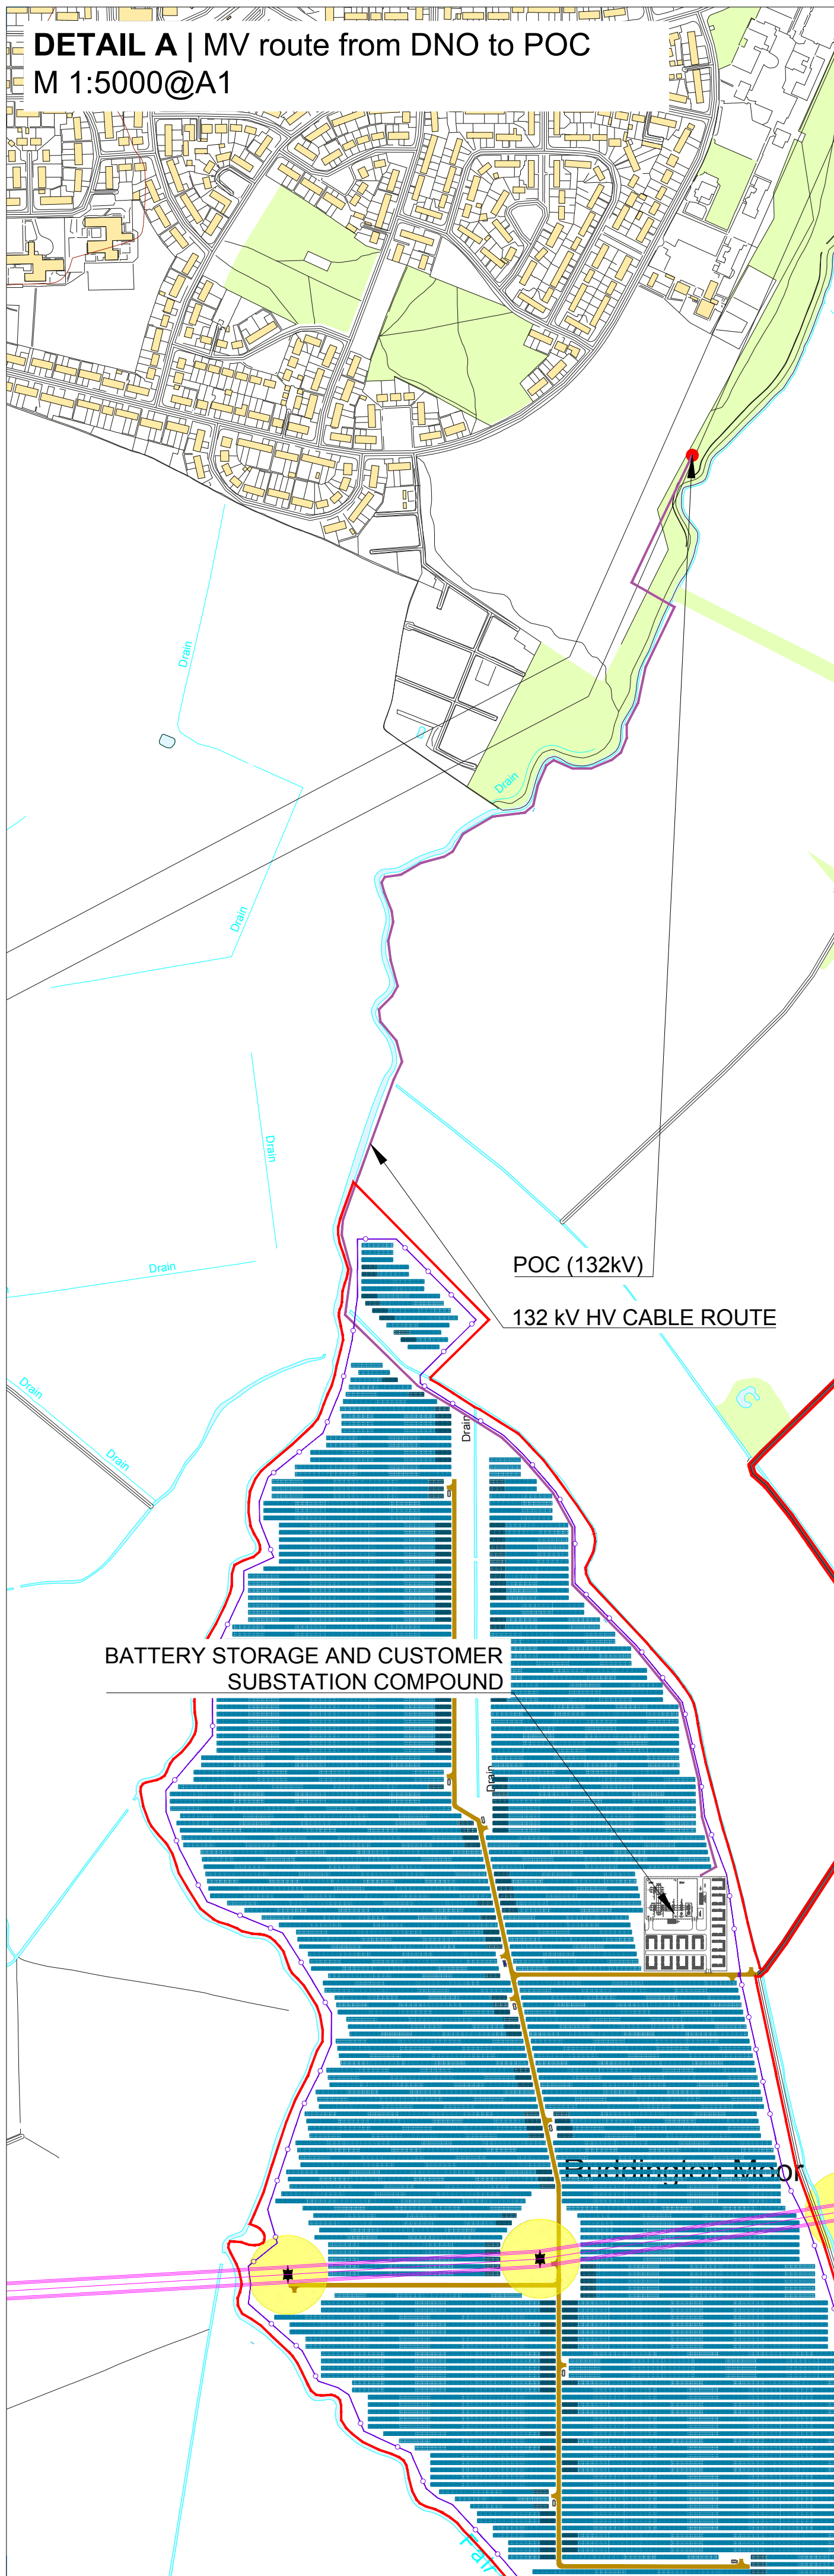 DETAIL A | MV route from DNO to POC
M 1:5000@A1
Drain
Drain
Drain
Drain
Drain
POC (132kV)
132 kV HV CABLE ROUTE
Drain
Drain
Drain
BATTERY STORAGE AND CUSTOMER
SUBSTATION COMPOUND
Drain
Ruddington Moor